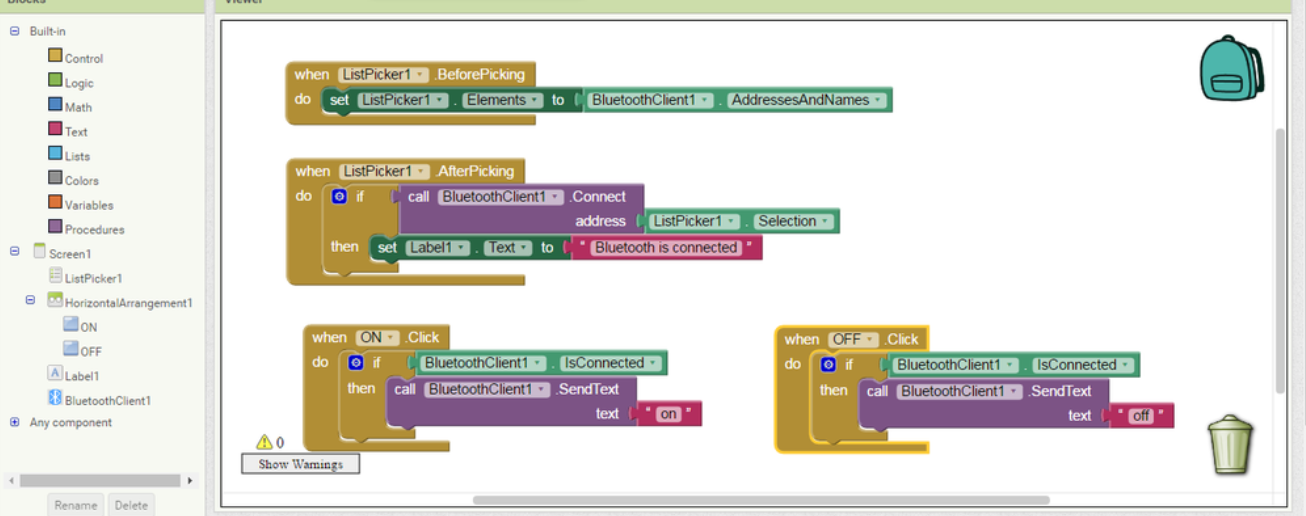 Blocks
Viewer
Built-in
Control
Logic
Math
Text
Lists
Colors
Variables
Procedures
Screen1
ListPicker1
HorizontalArrangement1
ON
OFF
Label1
BluetoothClient1
Any component
Rename Delete
when ListPicker1 .BeforePicking
do set ListPicker1 . Elements to BluetoothClient1 . AddressesAndNames
when ListPicker1 .AfterPicking
do if call BluetoothClient1 .Connect
address ListPicker1 . Selection
then set Label1 . Text to " Bluetooth is connected "
when ON .Click
do if BluetoothClient1 . IsConnected
then call BluetoothClient1 .SendText
text " on "
when OFF .Click
do if BluetoothClient1 . IsConnected
then call BluetoothClient1 .SendText
text " off "
0
Show Warnings